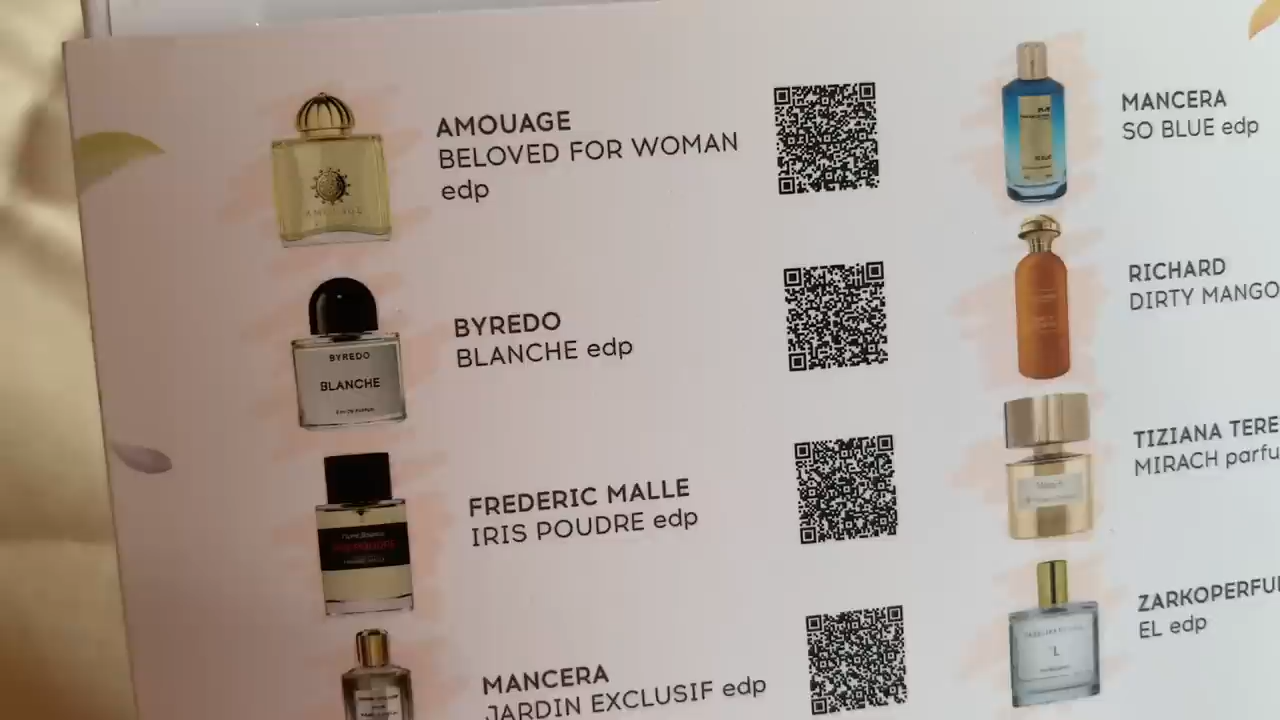 AMOUAGE
BELOVED FOR WOMAN
edp
BYREDO
BLANCHE
BYREDO
BLANCHE edp
FREDERIC MALLE
IRIS POUDRE edp
MANCERA
JARDIN EXCLUSIF edp
MANCERA
SO BLUE edp
RICHARD
DIRTY MANGO
TIZIANA TERE
MIRACH parfu
ZARKOPERFU
EL edp